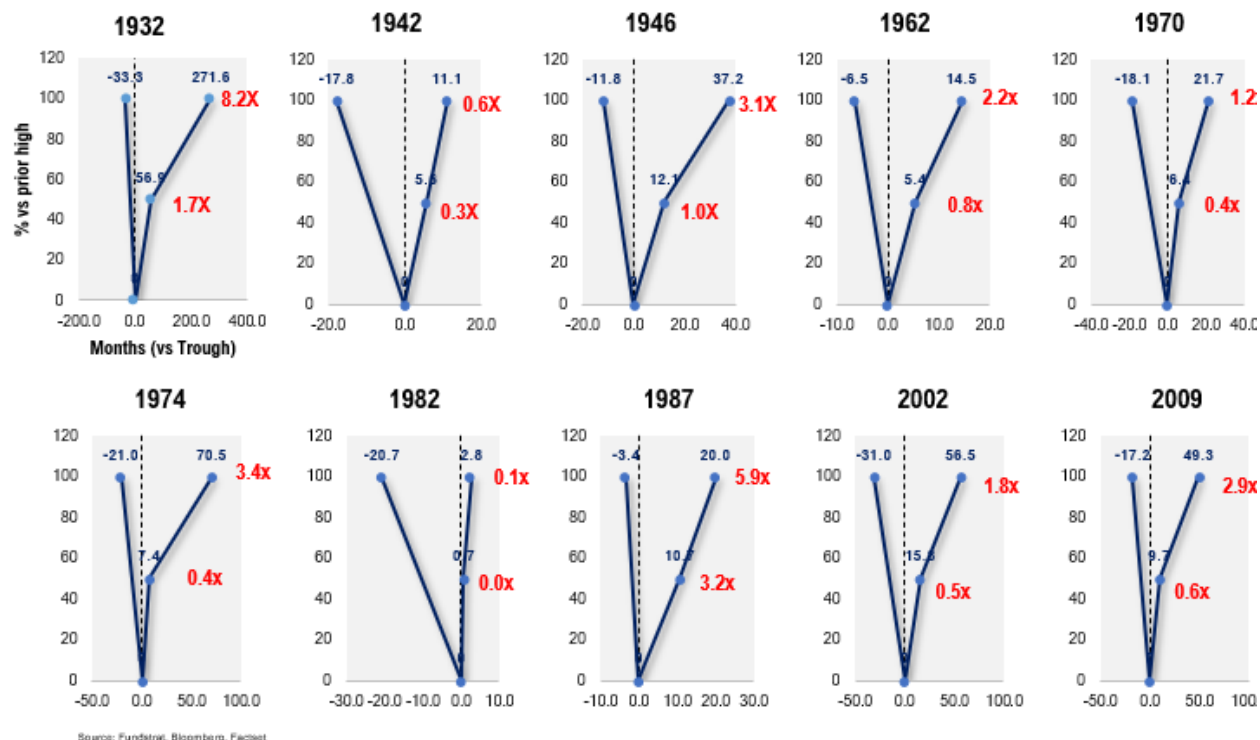 1932 1942 1946 1962 1970
120 120 120 120 120
-33.3 271.6 -17.8 11.1 -11.8 37.2 -6.5 14.5 -18.1 21.7
100 8.2X 100 0.6X 100 3.1X 100 2.2x 100
80 80 80 80 80
% vs prior high
60 56.9 60 60 12.1 60 5.4 60
1.7X 0.3X 1.0X 0.8x 0.4x
40 40 40 40 40
20 20 20 20 20
0 0 0 0 0
-200.0 0.0 200.0 400.0 -20.0 0.0 20.0 -20.0 0.0 20.0 40.0 -10.0 0.0 10.0 20.0 -40.0 -20.0 0.0 20.0
Months (vs Trough)
1974 1982 1987 2002 2009
120 120 120 120 120
-21.0 70.5 -20.7 2.8 -3.4 20.0 -31.0 56.5 -17.2 49.3
100 3.4x 100 0.1x 100 5.9x 100 1.8x 100 2.9x
80 80 80 80 80
60 7.4 60 60 60 60
0.4x 0.0x 3.2x 0.5x 0.6x
40 40 40 40 40
20 20 20 20 20
0 0 0 0 0
-50.0 0.0 50.0 100.0 -30.0 -20.0 -10.0 0.0 10.0 -10.0 0.0 10.0 20.0 30.0 -50.0 0.0 50.0 100.0 -50.0 0.0 50.0
Source: Fundstrat, Bloomberg, Factset